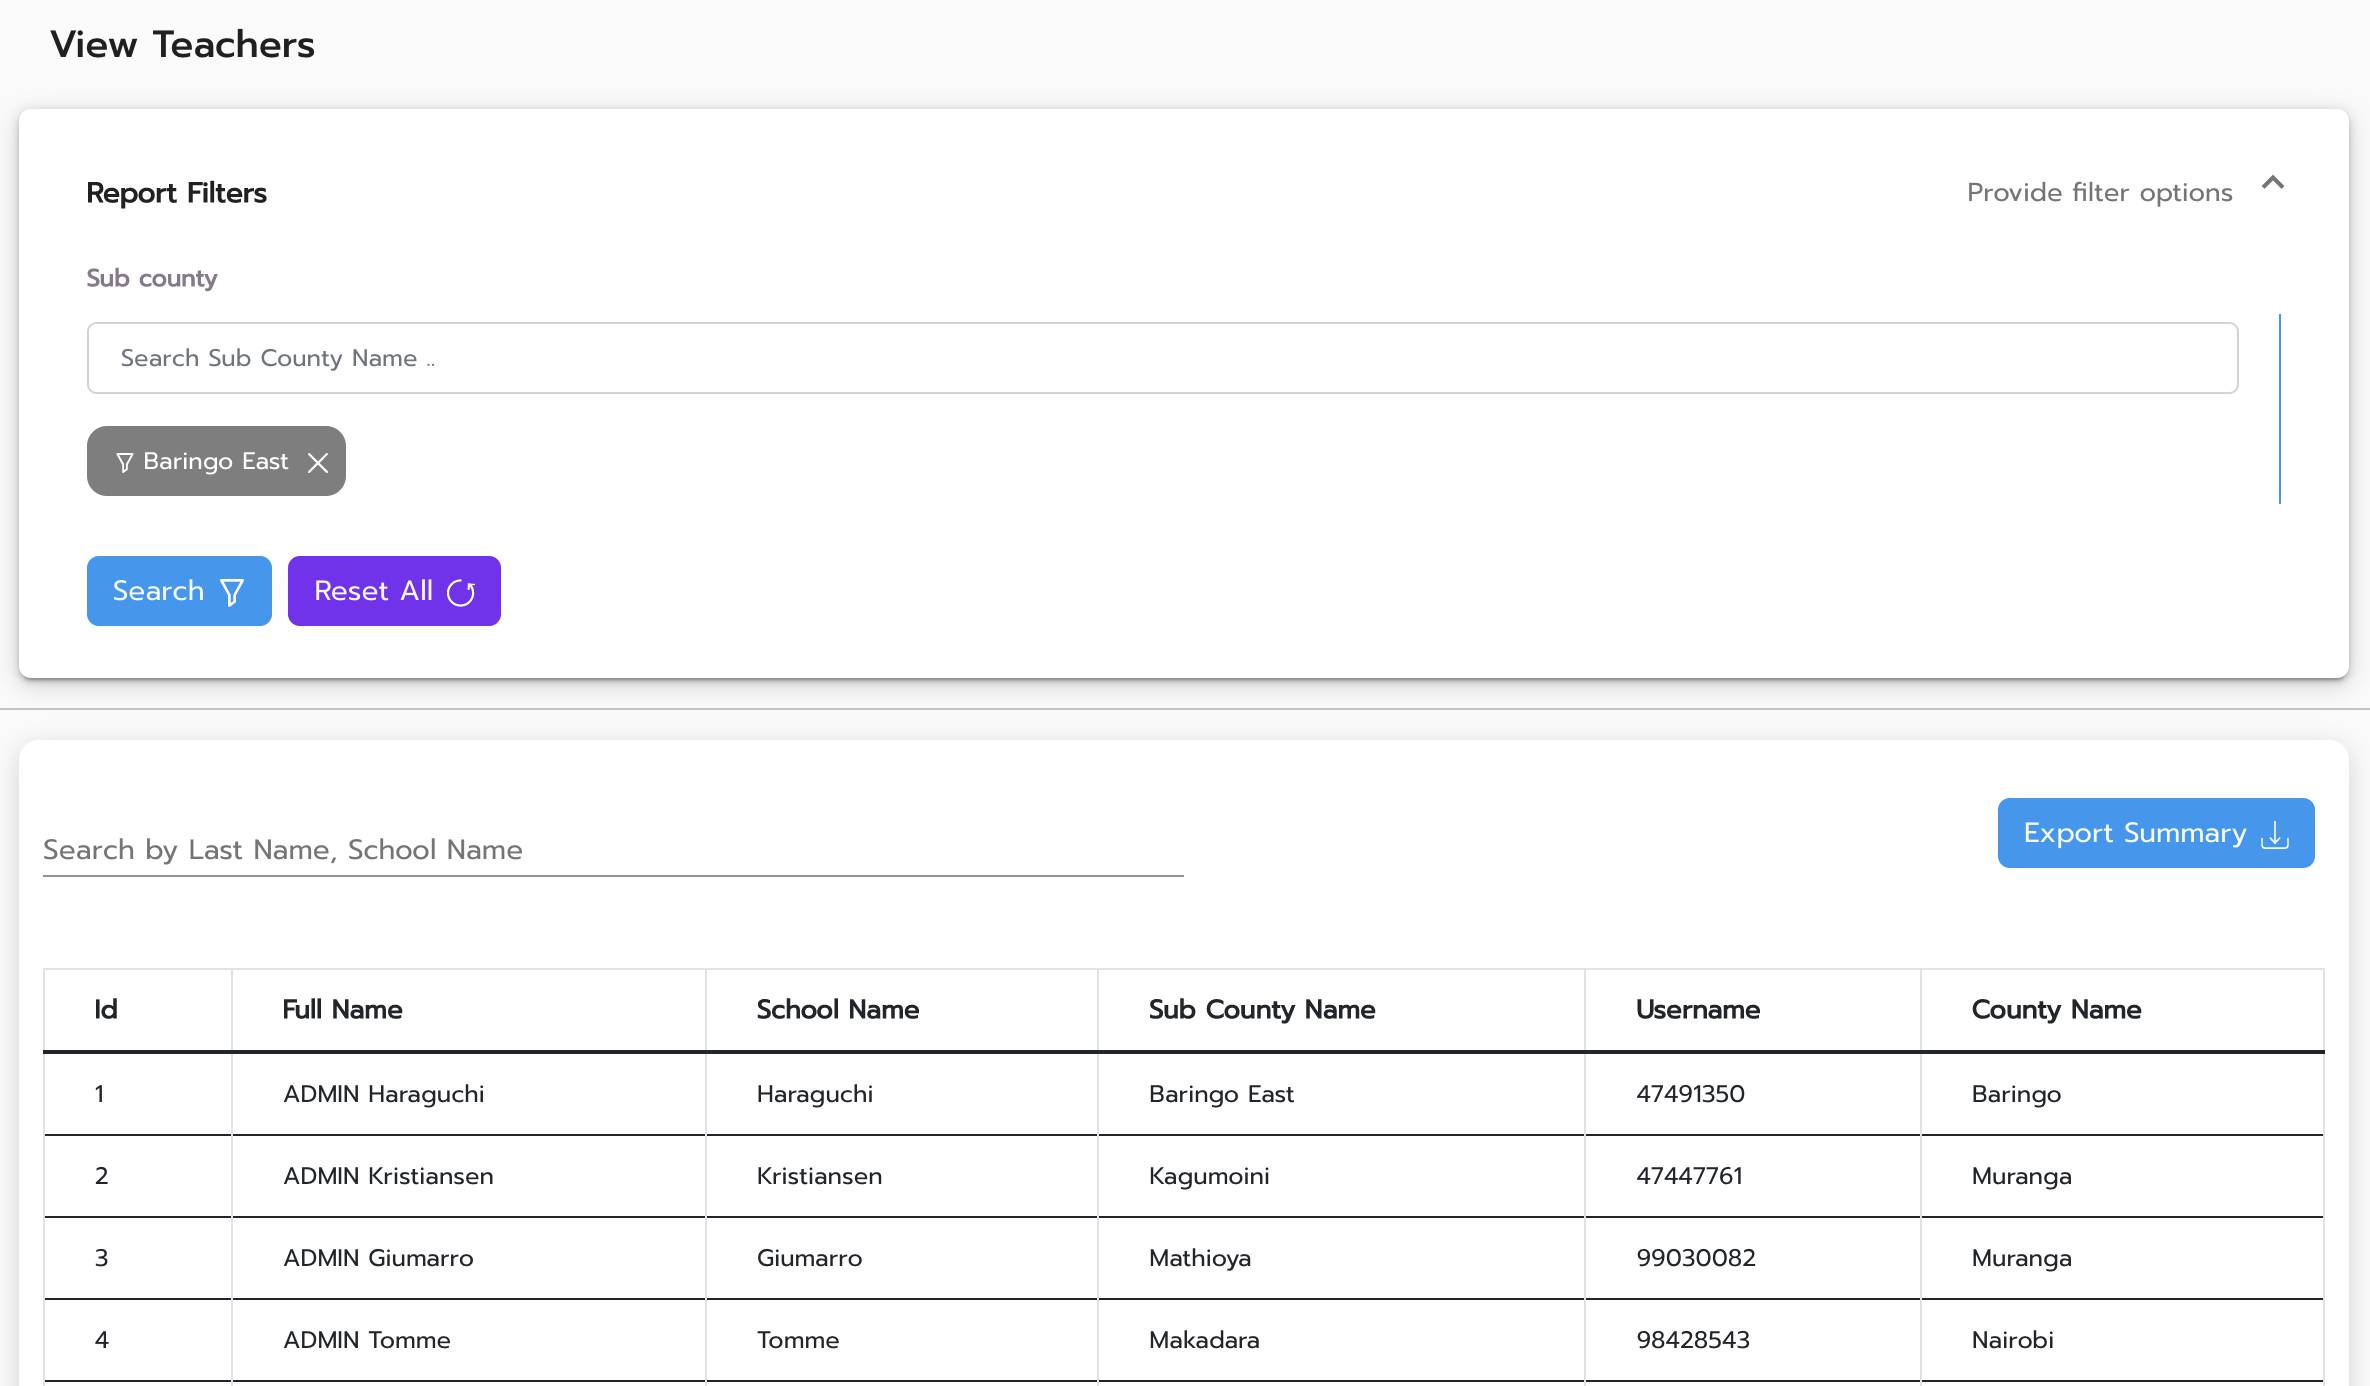 View Teachers
Report Filters
Provide filter options
Sub county
Search Sub County Name ..
Baringo East
Search
Reset All
Export Summary
Search by Last Name, School Name
Id Full Name School Name Sub County Name Username County Name
1 ADMIN Haraguchi Haraguchi Baringo East 47491350 Baringo
2 ADMIN Kristiansen Kristiansen Kagumoini 47447761 Muranga
3 ADMIN Giumarro Giumarro Mathioya 99030082 Muranga
4 ADMIN Tomme Tomme Makadara 98428543 Nairobi